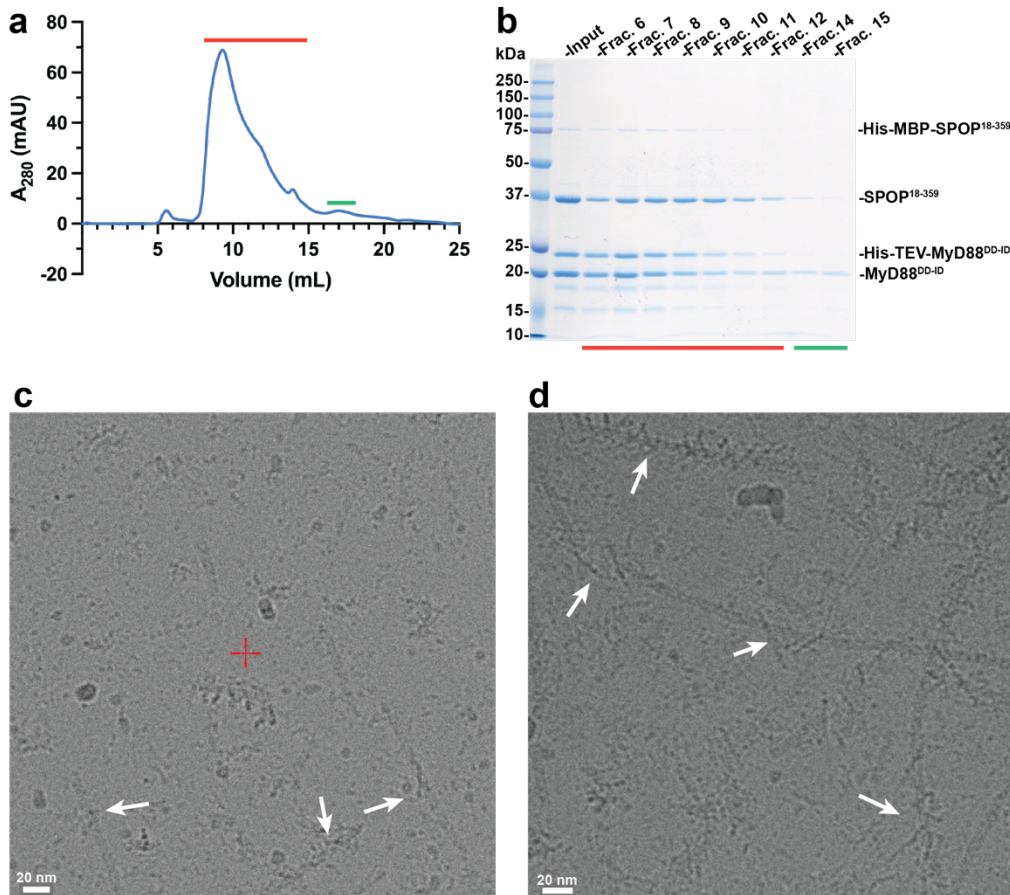 a
80
60
40
20
0
-20
A280 (mAU)
0 5 10 15 20 25
Volume (mL)
b
kDa
-Input
-Frac. 6
-Frac. 7
-Frac. 8
-Frac. 9
-Frac. 10
-Frac. 11
-Frac. 12
-Frac.14
-Frac. 15
250-
150-
100-
75-
50-
37-
25-
20-
15-
10-
-His-MBP-SPOP18-359
-SPOP18-359
-His-TEV-MyD88DD-ID
-MyD88DD-ID
c
20 nm
d
20 nm